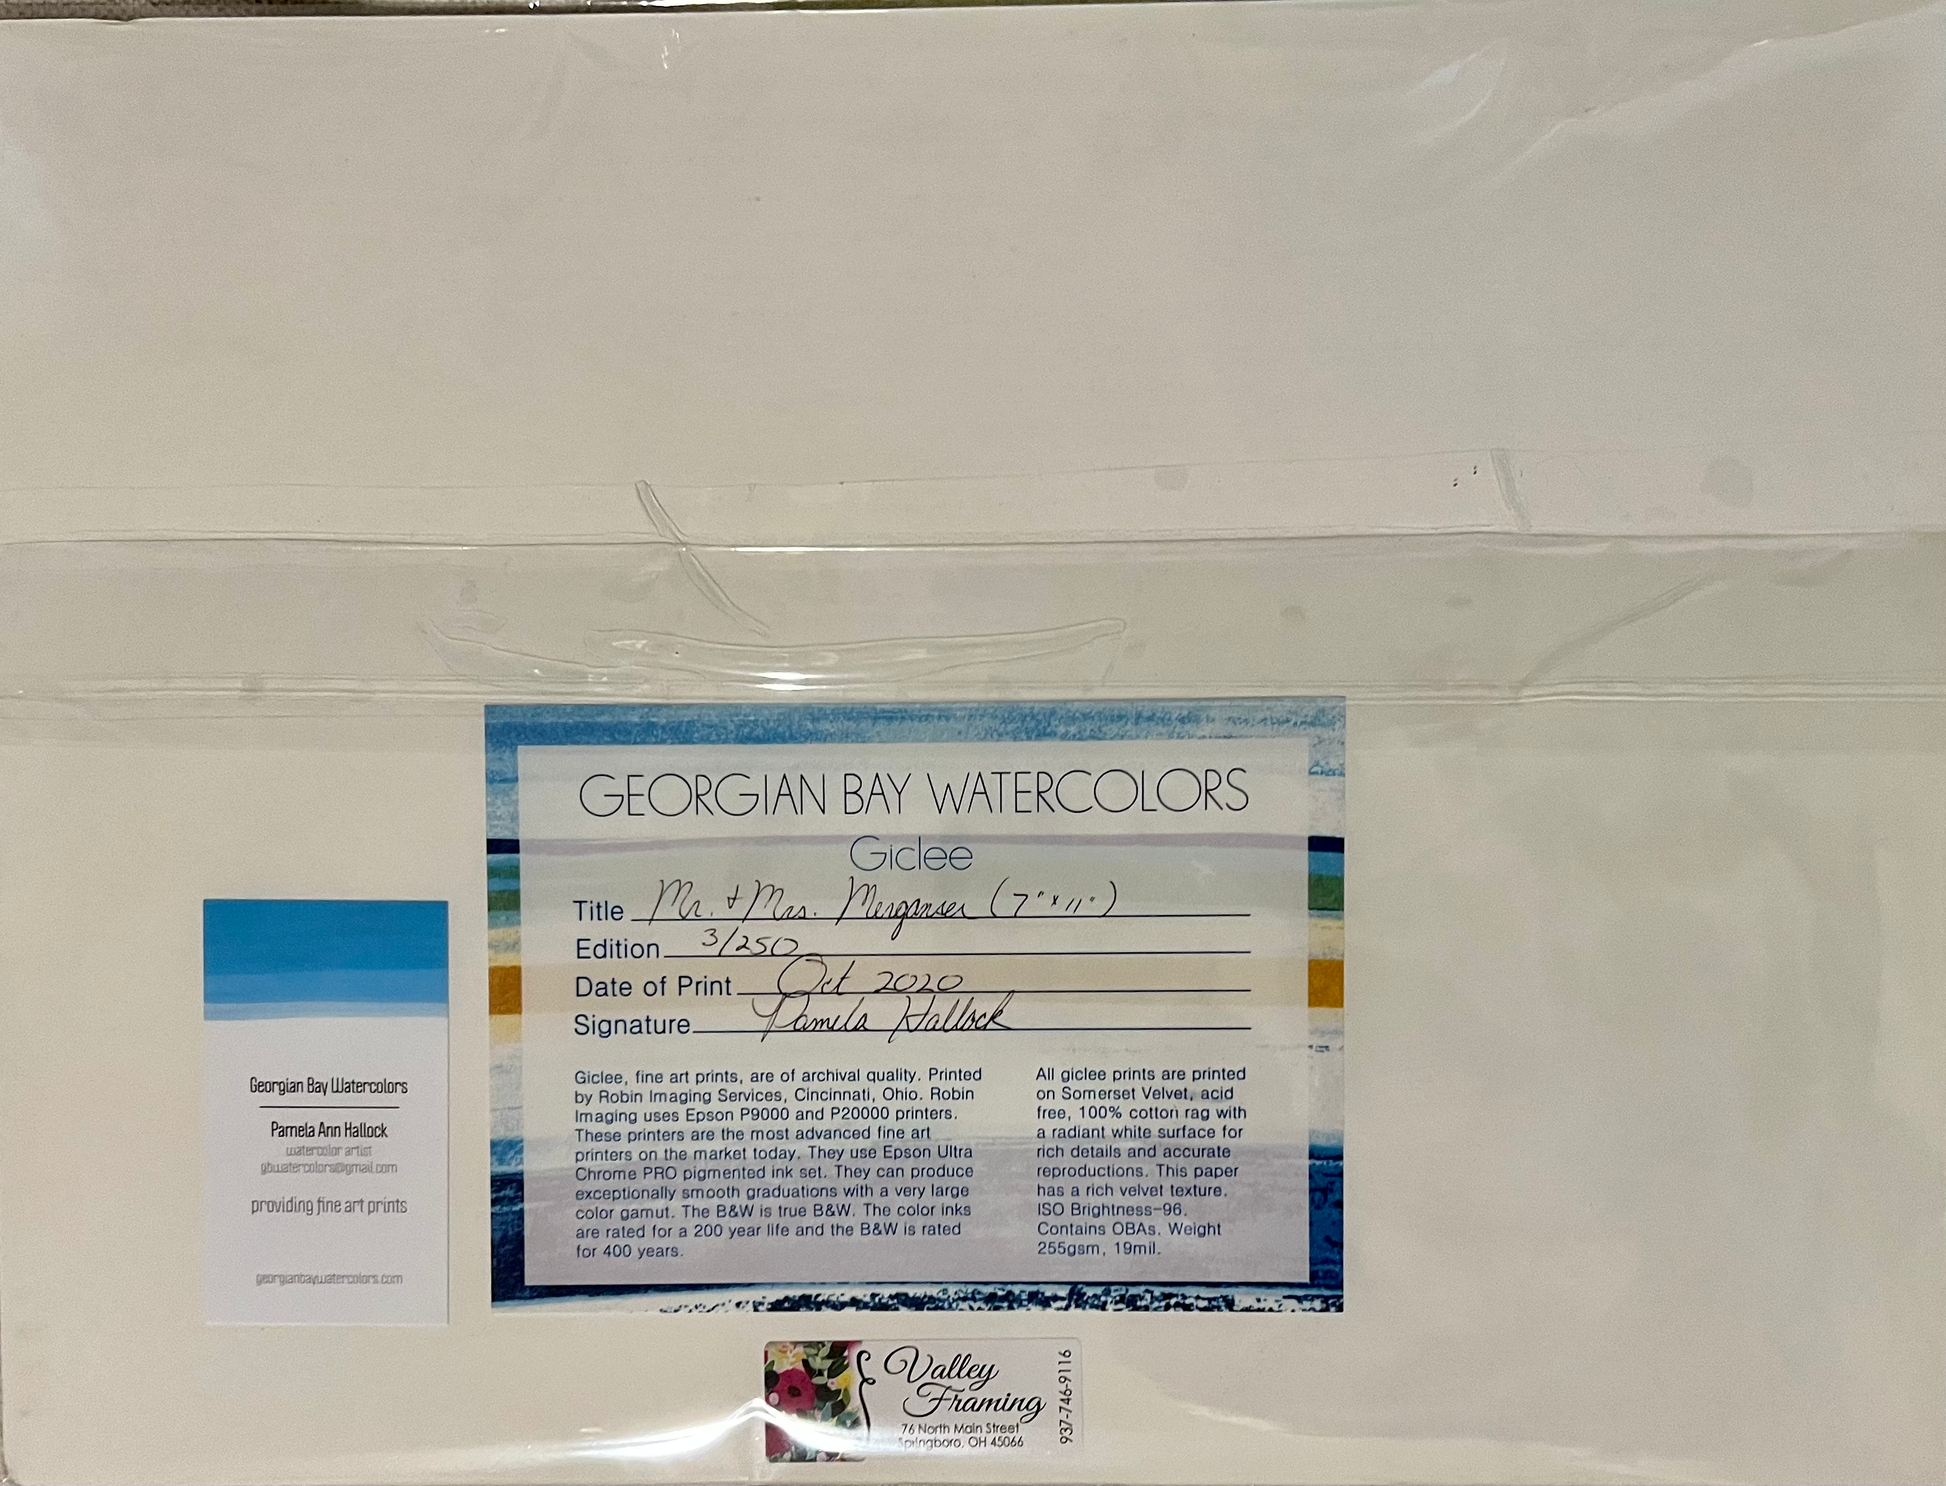 GEORGIAN BAY WATERCOLORS
Giclee
Title Mr. + Mrs. Merganser (7" x 11")
Edition 3/250
Date of Print Oct 2020
Signature Pamela Hallock
Giclee, fine art prints, are of archival quality. Printed
by Robin Imaging Services, Cincinnati, Ohio. Robin
Imaging uses Epson P9000 and P20000 printers.
These printers are the most advanced fine art
printers on the market today. They use Epson Ultra
Chrome PRO pigmented ink set. They can produce
exceptionally smooth graduations with a very large
color gamut. The B&W is true B&W. The color inks
are rated for a 200 year life and the B&W is rated
for 400 years.
All giclee prints are printed
on Somerset Velvet, acid
free, 100% cotton rag with
a radiant white surface for
rich details and accurate
reproductions. This paper
has a rich velvet texture.
ISO Brightness-96.
Contains OBAs. Weight
255gsm, 19mil.
Georgian Bay Watercolors
Pamela Ann Hallock
watercolor artist
gbwatercolors@gmail.com
providing fine art prints
georgianbaywatercolors.com
Valley
Framing
76 North Main Street
Springboro, OH 45066
937-746-9116